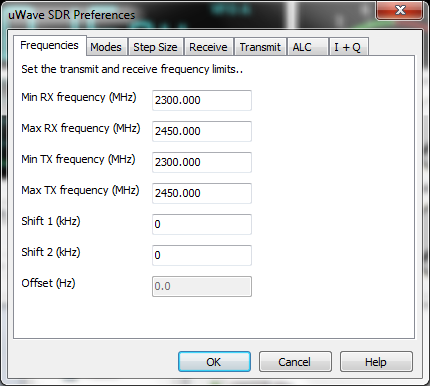 uWave SDR Preferences
Frequencies Modes Step Size Receive Transmit ALC I + Q
Set the transmit and receive frequency limits..
Min RX frequency (MHz) 2300.000
Max RX frequency (MHz) 2450.000
Min TX frequency (MHz) 2300.000
Max TX frequency (MHz) 2450.000
Shift 1 (kHz) 0
Shift 2 (kHz) 0
Offset (Hz) 0.0
OK Cancel Help